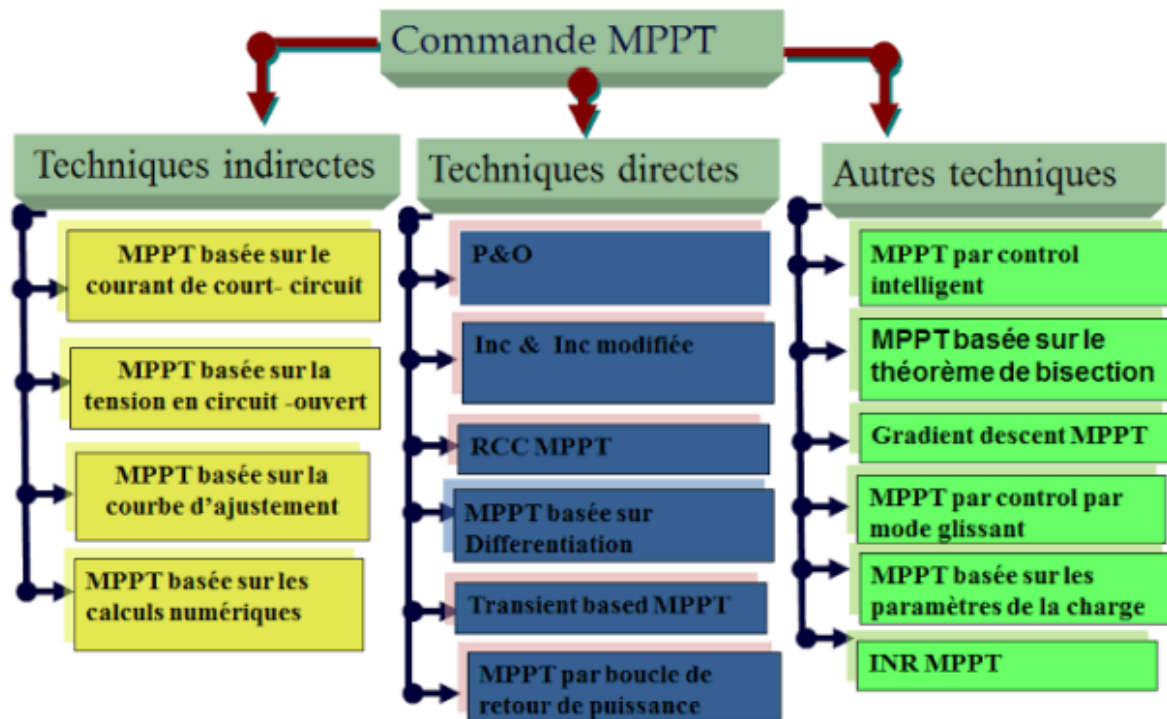 Commande MPPT
Techniques indirectes
MPPT basée sur le
courant de court- circuit
MPPT basée sur la
tension en circuit -ouvert
MPPT basée sur la
courbe d'ajustement
MPPT basée sur les
calculs numériques
Techniques directes
P&O
Inc & Inc modifiée
RCC MPPT
MPPT basée sur
Differentiation
Transient based MPPT
MPPT par boucle de
retour de puissance
Autres techniques
MPPT par control
intelligent
MPPT basée sur le
théorème de bisection
Gradient descent MPPT
MPPT par control par
mode glissant
MPPT basée sur les
paramètres de la charge
INR MPPT